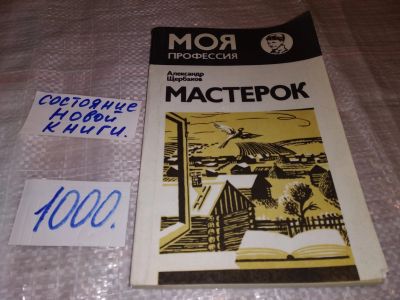 МОЯ
ПРОФЕССИЯ
Александр
Щербаков
МАСТЕРОК
состояние
новой
книги.
1000.